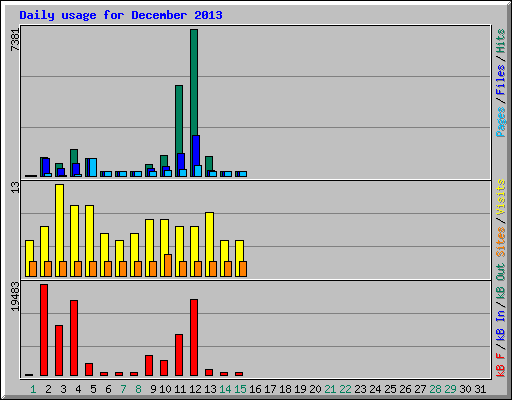 Daily usage for December 2013
7381
Pages / Files / Hits
13
Sites / Visits
19483
kB F / kB In / kB Out
1 2 3 4 5 6 7 8 9 10 11 12 13 14 15 16 17 18 19 20 21 22 23 24 25 26 27 28 29 30 31